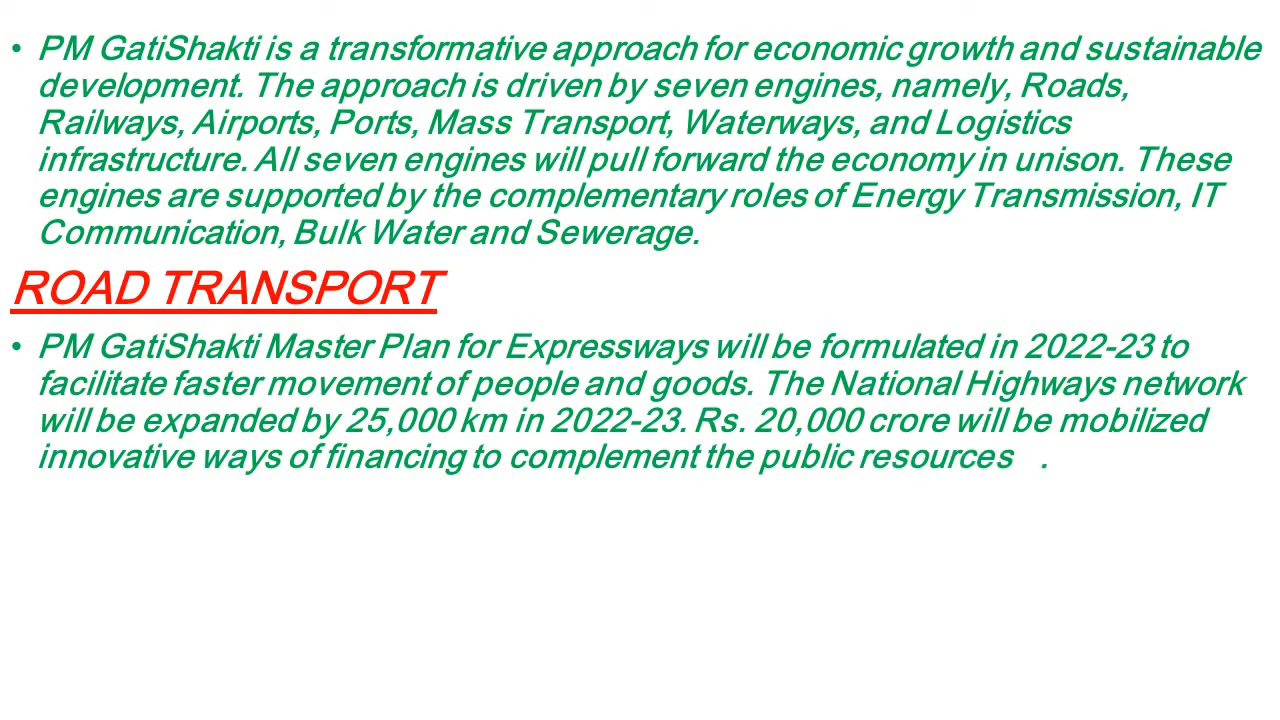 • PM GatiShakti is a transformative approach for economic growth and sustainable
development. The approach is driven by seven engines, namely, Roads,
Railways, Airports, Ports, Mass Transport, Waterways, and Logistics
infrastructure. All seven engines will pull forward the economy in unison. These
engines are supported by the complementary roles of Energy Transmission, IT
Communication, Bulk Water and Sewerage.
ROAD TRANSPORT
• PM GatiShakti Master Plan for Expressways will be formulated in 2022-23 to
facilitate faster movement of people and goods. The National Highways network
will be expanded by 25,000 km in 2022-23. Rs. 20,000 crore will be mobilized
innovative ways of financing to complement the public resources .